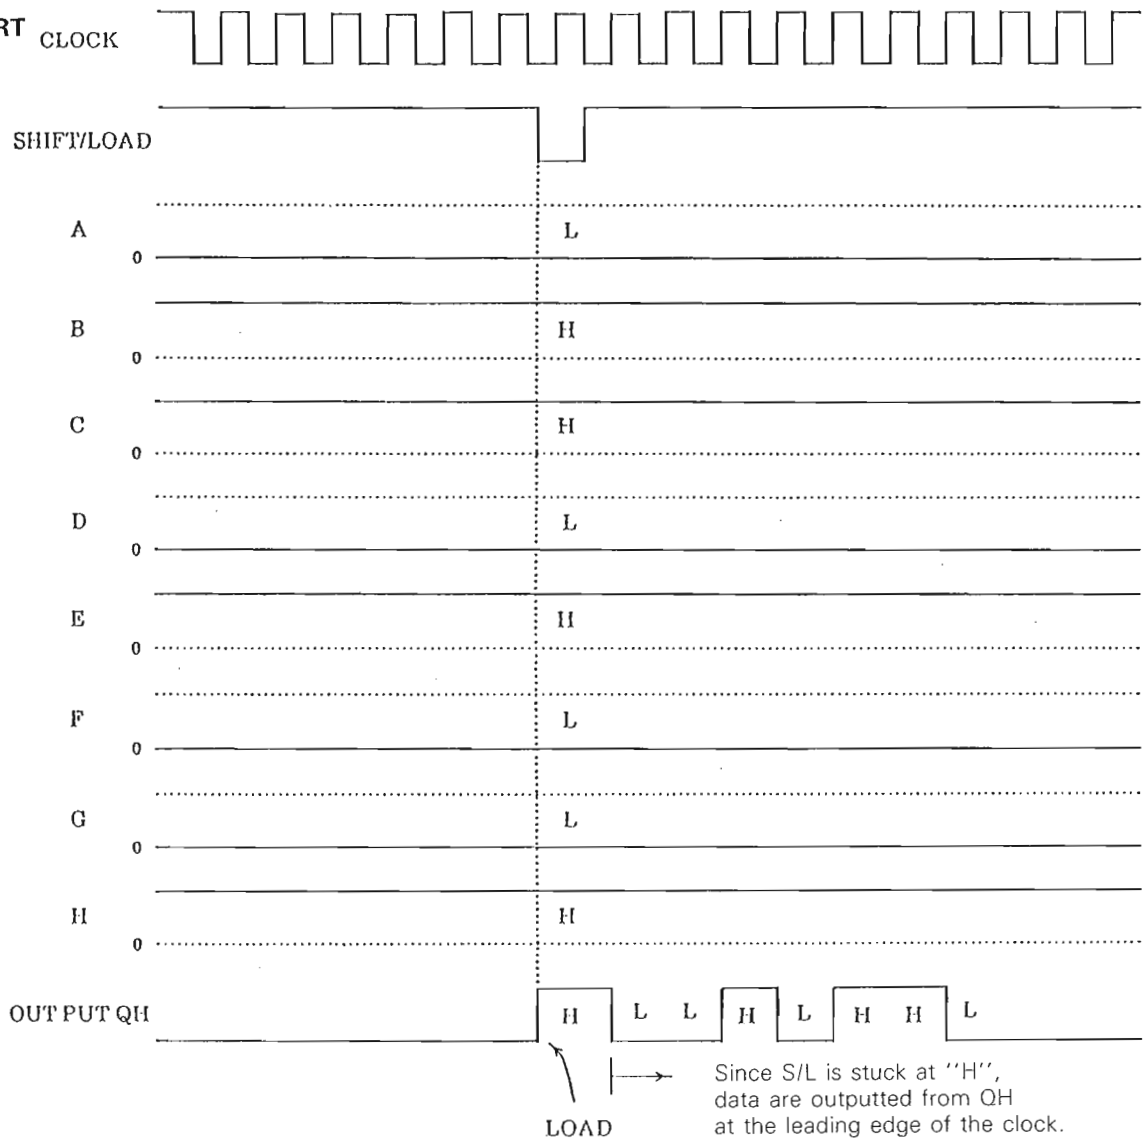 RT CLOCK
SHIFT/LOAD
A L
0
B H
0
C H
0
D L
0
E H
0
F L
0
G L
0
H H
0
OUT PUT QH H L L H L H H L
Since S/L is stuck at ''H'',
data are outputted from QH
LOAD at the leading edge of the clock.